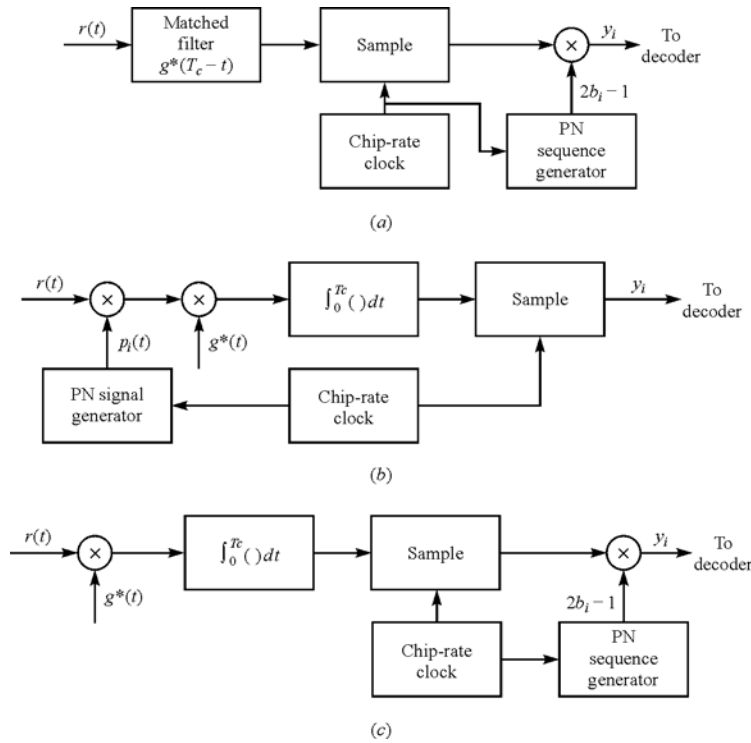 r(t)
Matched
filter
g*(T_c − t)
Sample
×
y_i
To
decoder
2b_i − 1
Chip-rate
clock
PN
sequence
generator
(a)
r(t)
×
×
∫_0^{Tc} ( ) dt
Sample
y_i
To
decoder
p_i(t)
g*(t)
PN signal
generator
Chip-rate
clock
(b)
r(t)
×
∫_0^{Tc} ( ) dt
Sample
×
y_i
To
decoder
g*(t)
2b_i − 1
Chip-rate
clock
PN
sequence
generator
(c)